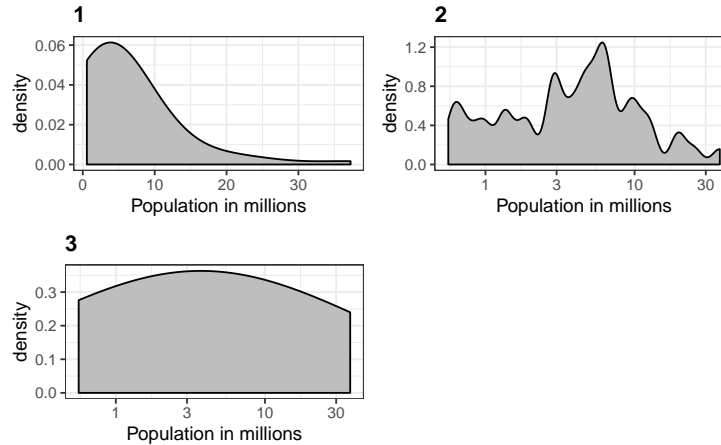 1
density
0.06
0.04
0.02
0.00
0 10 20 30
Population in millions
2
density
1.2
0.8
0.4
0.0
1 3 10 30
Population in millions
3
density
0.3
0.2
0.1
0.0
1 3 10 30
Population in millions